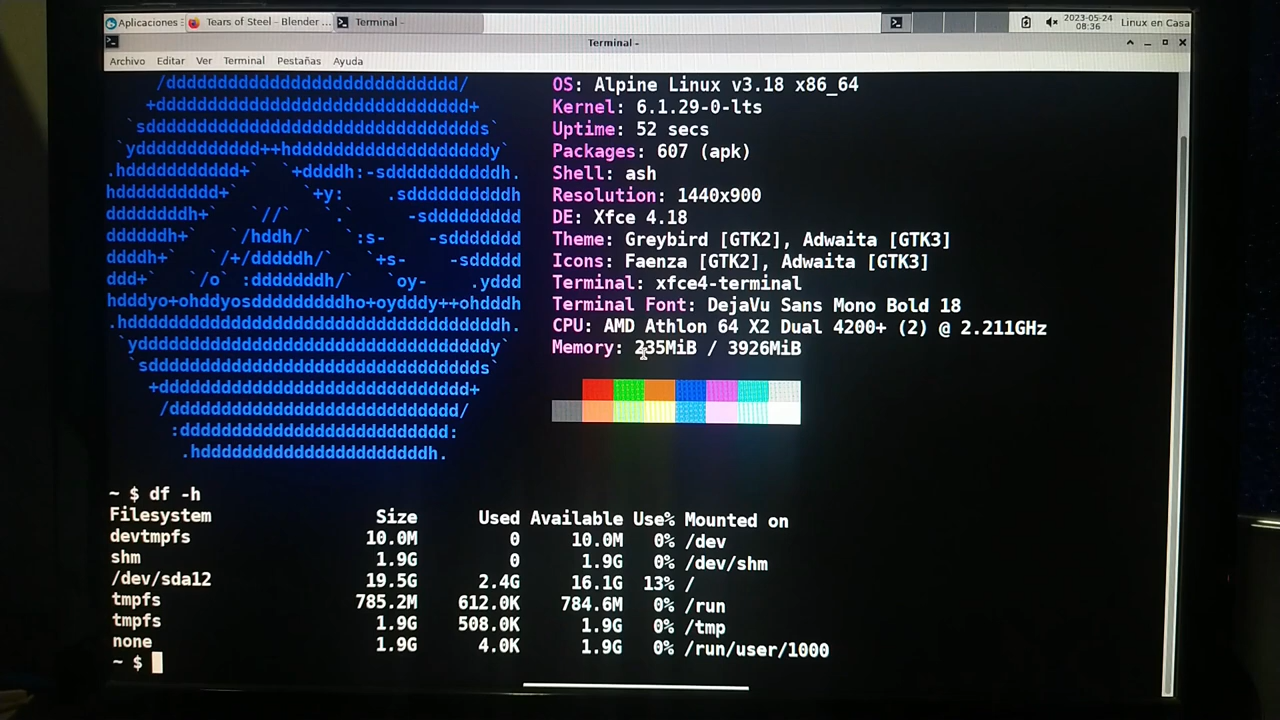 Aplicaciones
Tears of Steel - Blender ...
Terminal -
2023-05-24
08:36
Linux en Casa
Terminal -
Archivo Editar Ver Terminal Pestañas Ayuda
OS: Alpine Linux v3.18 x86_64
Kernel: 6.1.29-0-lts
Uptime: 52 secs
Packages: 607 (apk)
Shell: ash
Resolution: 1440x900
DE: Xfce 4.18
Theme: Greybird [GTK2], Adwaita [GTK3]
Icons: Faenza [GTK2], Adwaita [GTK3]
Terminal: xfce4-terminal
Terminal Font: DejaVu Sans Mono Bold 18
CPU: AMD Athlon 64 X2 Dual 4200+ (2) @ 2.211GHz
Memory: 235MiB / 3926MiB
~ $ df -h
Filesystem Size Used Available Use% Mounted on
devtmpfs 10.0M 0 10.0M 0% /dev
shm 1.9G 0 1.9G 0% /dev/shm
/dev/sda12 19.5G 2.4G 16.1G 13% /
tmpfs 785.2M 612.0K 784.6M 0% /run
tmpfs 1.9G 508.0K 1.9G 0% /tmp
none 1.9G 4.0K 1.9G 0% /run/user/1000
~ $